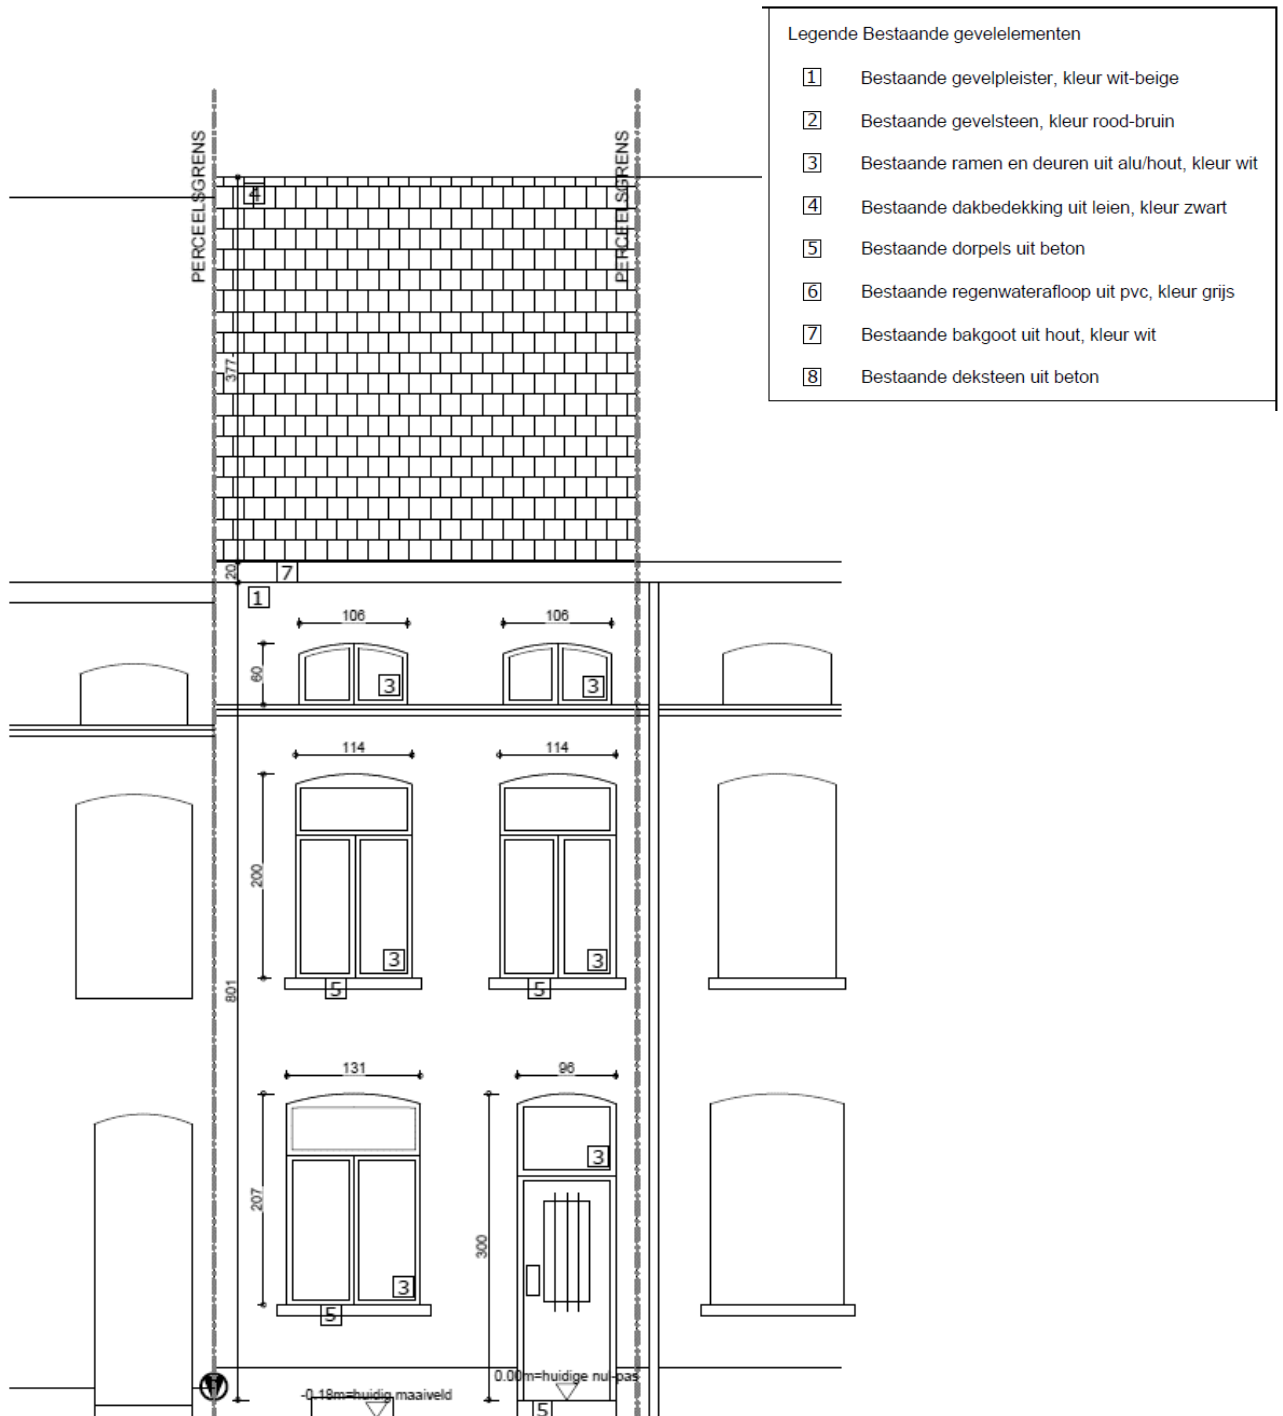 Legende Bestaande gevelelementen
1 Bestaande gevelpleister, kleur wit-beige
2 Bestaande gevelsteen, kleur rood-bruin
3 Bestaande ramen en deuren uit alu/hout, kleur wit
4 Bestaande dakbedekking uit leien, kleur zwart
5 Bestaande dorpels uit beton
6 Bestaande regenwaterafloop uit pvc, kleur grijs
7 Bestaande bakgoot uit hout, kleur wit
8 Bestaande deksteen uit beton
PERCEELSGRENS
PERCEELSGRENS
4
377
20
7
1
106
106
60
3
3
114
114
200
3
3
5
5
801
131
96
3
207
300
3
5
0.00m=huidige nul-pas
-0.18m=huidig maaiveld
5